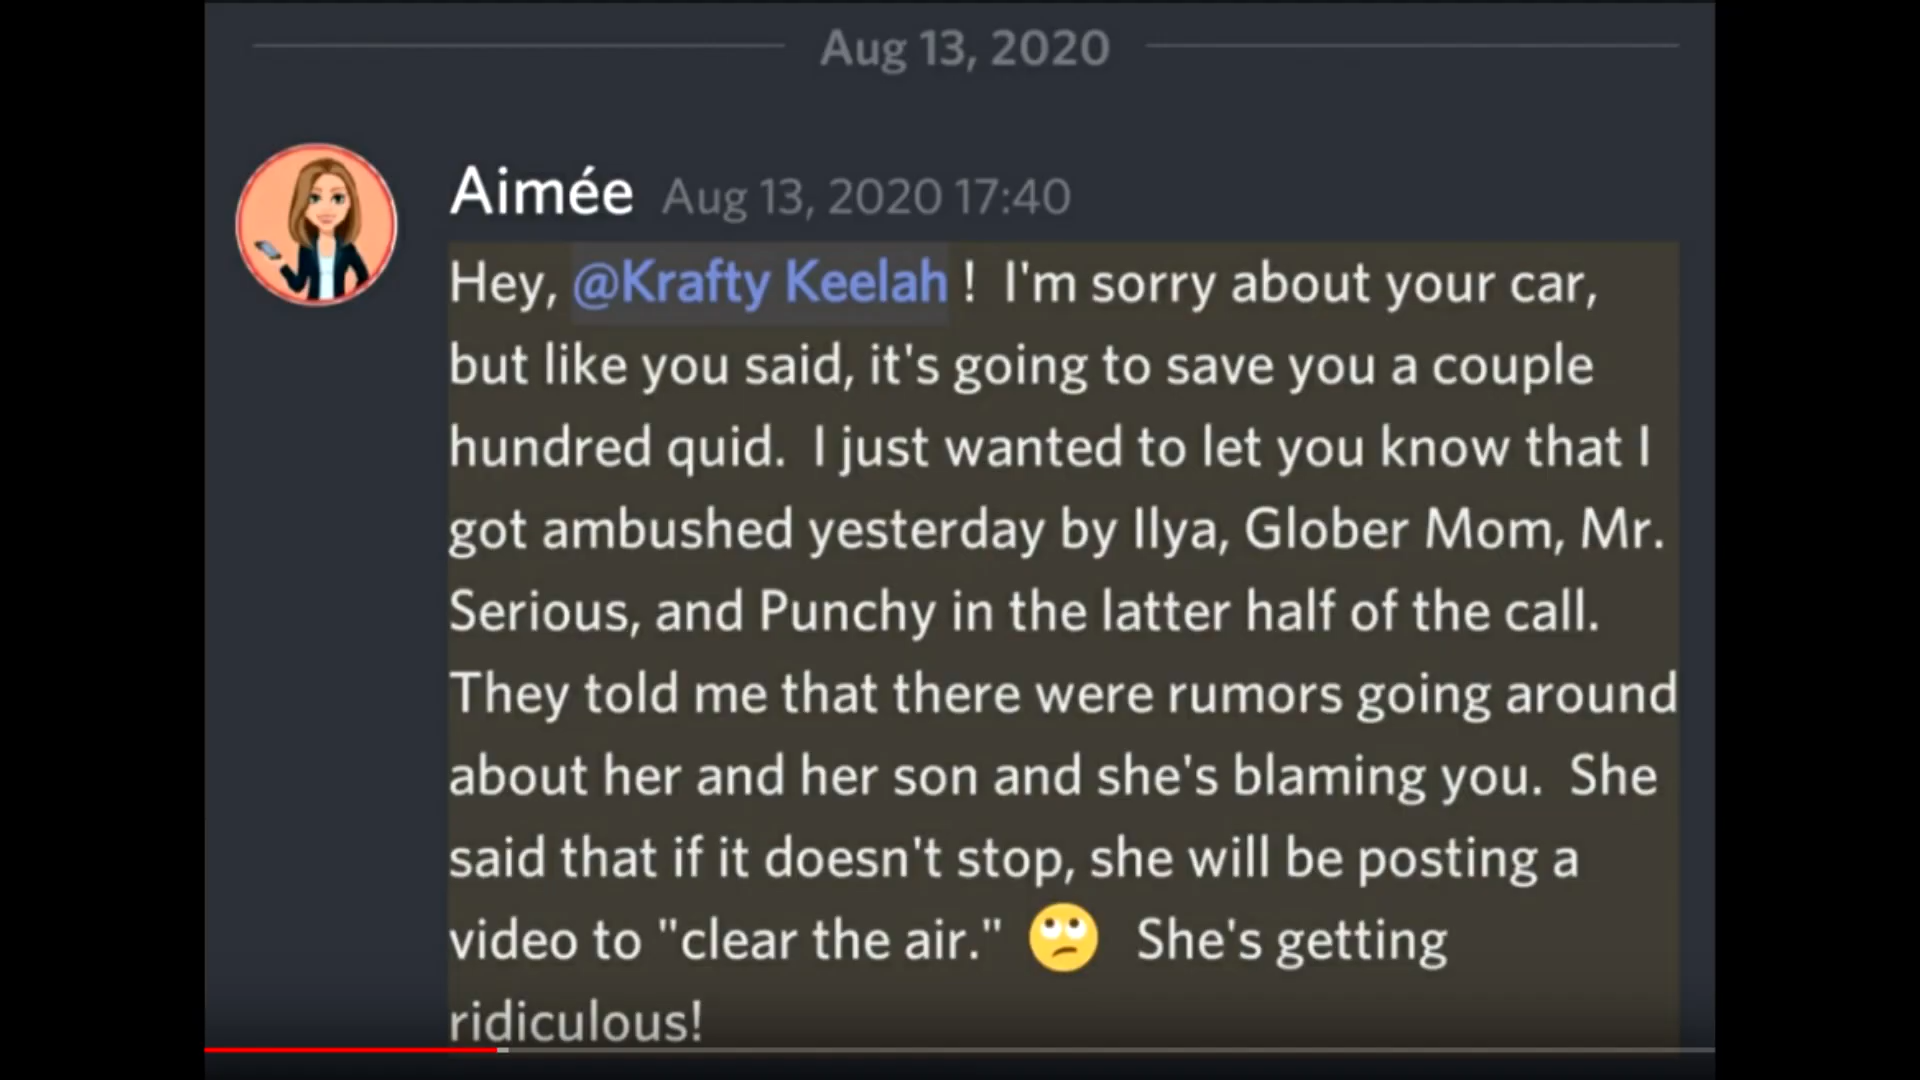 Aug 13, 2020
Aimée Aug 13, 2020 17:40
Hey, @Krafty Keelah ! I'm sorry about your car,
but like you said, it's going to save you a couple
hundred quid. I just wanted to let you know that I
got ambushed yesterday by Ilya, Glober Mom, Mr.
Serious, and Punchy in the latter half of the call.
They told me that there were rumors going around
about her and her son and she's blaming you. She
said that if it doesn't stop, she will be posting a
video to "clear the air." 🙄 She's getting
ridiculous!